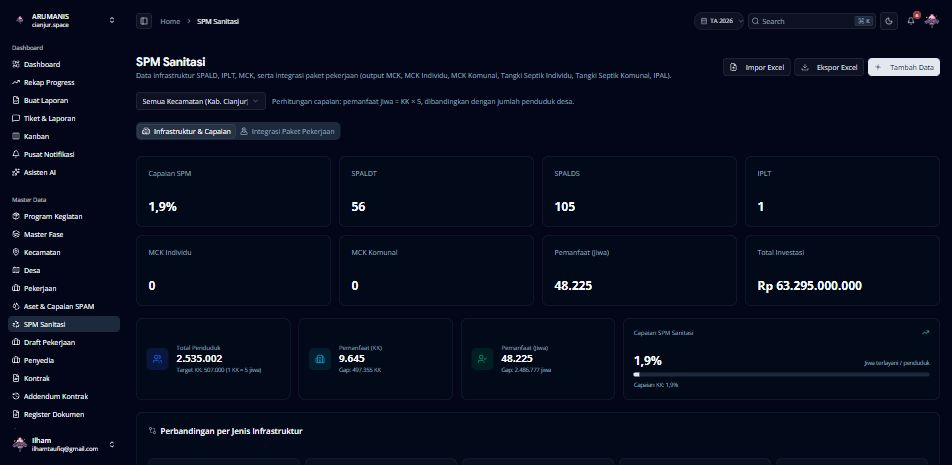 ARUMANIS
cianjur.space
Dashboard
Dashboard
Rekap Progress
Buat Laporan
Tiket & Laporan
Kanban
Pusat Notifikasi
Asisten AI
Master Data
Program Kegiatan
Master Fase
Kecamatan
Desa
Pekerjaan
Aset & Capaian SPAM
SPM Sanitasi
Draft Pekerjaan
Penyedia
Kontrak
Addendum Kontrak
Register Dokumen
Ilham
ilhamtaufiq@gmail.com
Home > SPM Sanitasi
TA 2026
Search
⌘ K
SPM Sanitasi
Data infrastruktur SPALD, IPLT, MCK, serta integrasi paket pekerjaan (output MCK, MCK Individu, MCK Komunal, Tangki Septik Individu, Tangki Septik Komunal, IPAL).
Impor Excel
Ekspor Excel
Tambah Data
Semua Kecamatan (Kab. Cianjur)
Perhitungan capaian: pemanfaat jiwa = KK × 5, dibandingkan dengan jumlah penduduk desa.
Infrastruktur & Capaian
Integrasi Paket Pekerjaan
Capaian SPM
1,9%
SPALDT
56
SPALDS
105
IPLT
1
MCK Individu
0
MCK Komunal
0
Pemanfaat (Jiwa)
48.225
Total Investasi
Rp 63.295.000.000
Total Penduduk
2.535.002
Target KK: 507.000 (1 KK = 5 jiwa)
Pemanfaat (KK)
9.645
Gap: 497.355 KK
Pemanfaat (Jiwa)
48.225
Gap: 2.486.777 jiwa
Capaian SPM Sanitasi
1,9%
Jiwa terlayani / penduduk
Capaian KK: 1,9%
Perbandingan per Jenis Infrastruktur